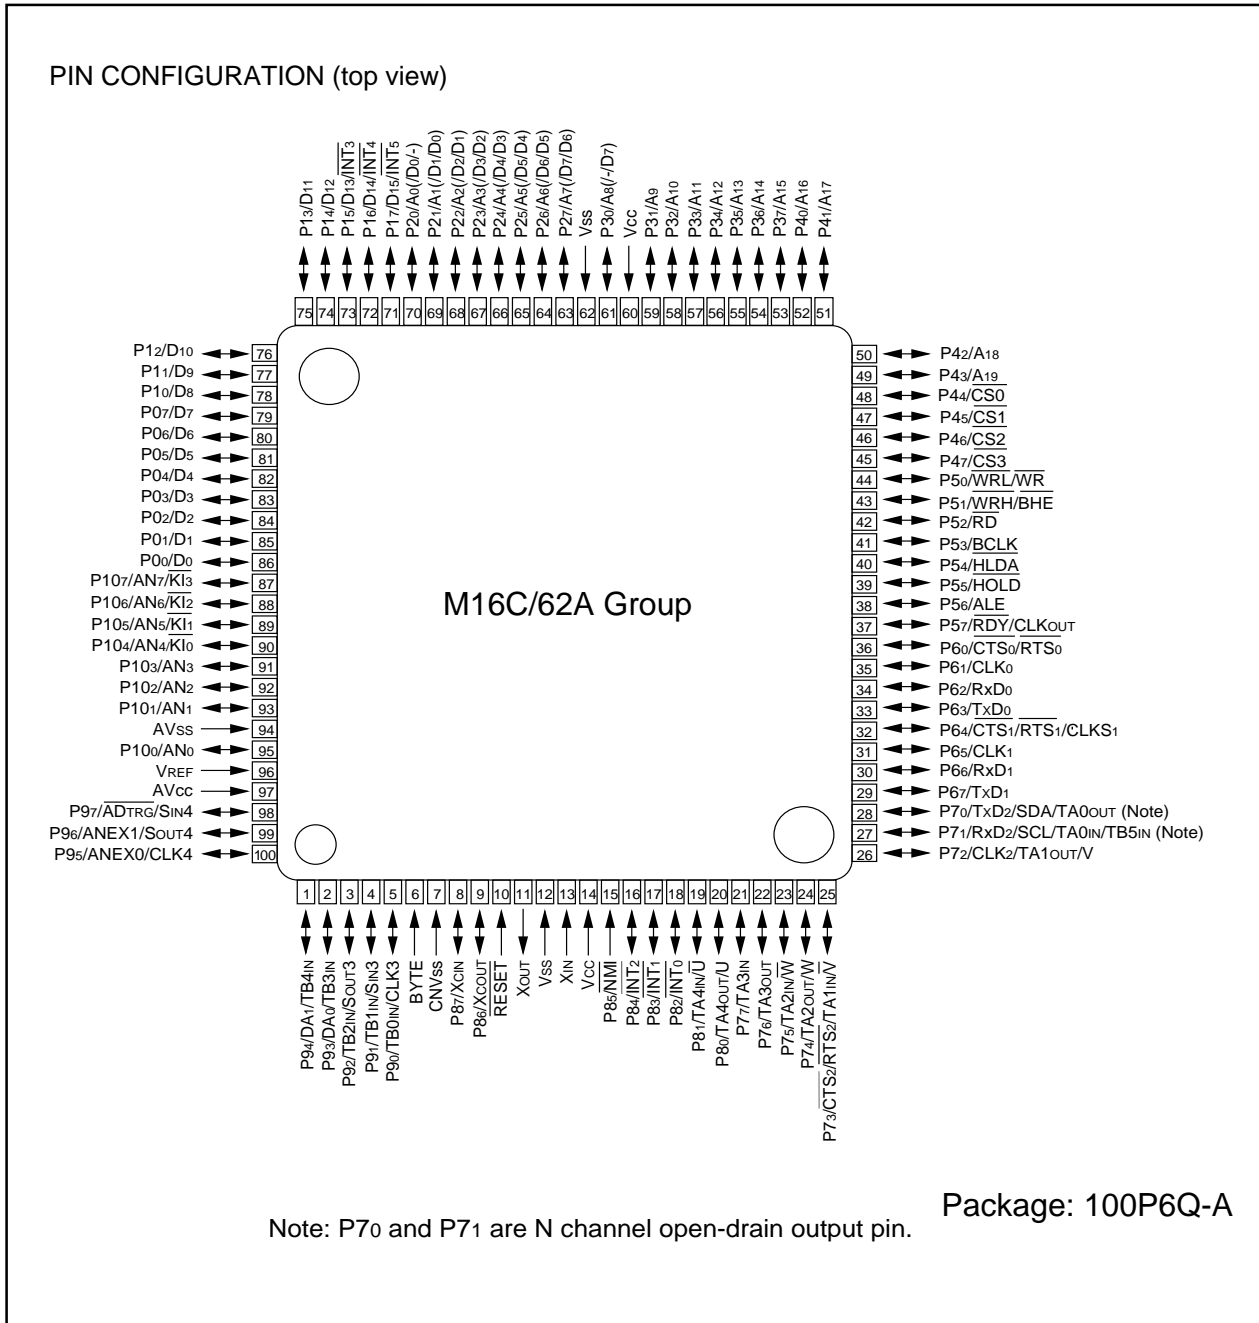 PIN CONFIGURATION (top view)
P13/D11
P14/D12
P15/D13/INT3
P16/D14/INT4
P17/D15/INT5
P20/A0(/D0/-)
P21/A1(/D1/D0)
P22/A2(/D2/D1)
P23/A3(/D3/D2)
P24/A4(/D4/D3)
P25/A5(/D5/D4)
P26/A6(/D6/D5)
P27/A7(/D7/D6)
Vss
P30/A8(/-/D7)
Vcc
P31/A9
P32/A10
P33/A11
P34/A12
P35/A13
P36/A14
P37/A15
P40/A16
P41/A17
75 74 73 72 71 70 69 68 67 66 65 64 63 62 61 60 59 58 57 56 55 54 53 52 51
P12/D10 76
P11/D9 77
P10/D8 78
P07/D7 79
P06/D6 80
P05/D5 81
P04/D4 82
P03/D3 83
P02/D2 84
P01/D1 85
P00/D0 86
P107/AN7/KI3 87
P106/AN6/KI2 88
P105/AN5/KI1 89
P104/AN4/KI0 90
P103/AN3 91
P102/AN2 92
P101/AN1 93
AVss 94
P100/AN0 95
VREF 96
AVcc 97
P97/ADTRG/SIN4 98
P96/ANEX1/SOUT4 99
P95/ANEX0/CLK4 100
M16C/62A Group
50 P42/A18
49 P43/A19
48 P44/CS0
47 P45/CS1
46 P46/CS2
45 P47/CS3
44 P50/WRL/WR
43 P51/WRH/BHE
42 P52/RD
41 P53/BCLK
40 P54/HLDA
39 P55/HOLD
38 P56/ALE
37 P57/RDY/CLKOUT
36 P60/CTS0/RTS0
35 P61/CLK0
34 P62/RxD0
33 P63/TxD0
32 P64/CTS1/RTS1/CLKS1
31 P65/CLK1
30 P66/RxD1
29 P67/TxD1
28 P70/TxD2/SDA/TA0OUT (Note)
27 P71/RxD2/SCL/TA0IN/TB5IN (Note)
26 P72/CLK2/TA1OUT/V
1 2 3 4 5 6 7 8 9 10 11 12 13 14 15 16 17 18 19 20 21 22 23 24 25
P94/DA1/TB4IN
P93/DA0/TB3IN
P92/TB2IN/SOUT3
P91/TB1IN/SIN3
P90/TB0IN/CLK3
BYTE
CNVss
P87/XCIN
P86/XCOUT
RESET
XOUT
Vss
XIN
Vcc
P85/NMI
P84/INT2
P83/INT1
P82/INT0
P81/TA4IN/U
P80/TA4OUT/U
P77/TA3IN
P76/TA3OUT
P75/TA2IN/W
P74/TA2OUT/W
P73/CTS2/RTS2/TA1IN/V
Package: 100P6Q-A
Note: P70 and P71 are N channel open-drain output pin.